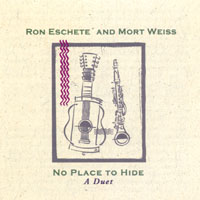 Ron Eschete´ and Mort Weiss
No Place to Hide
A Duet